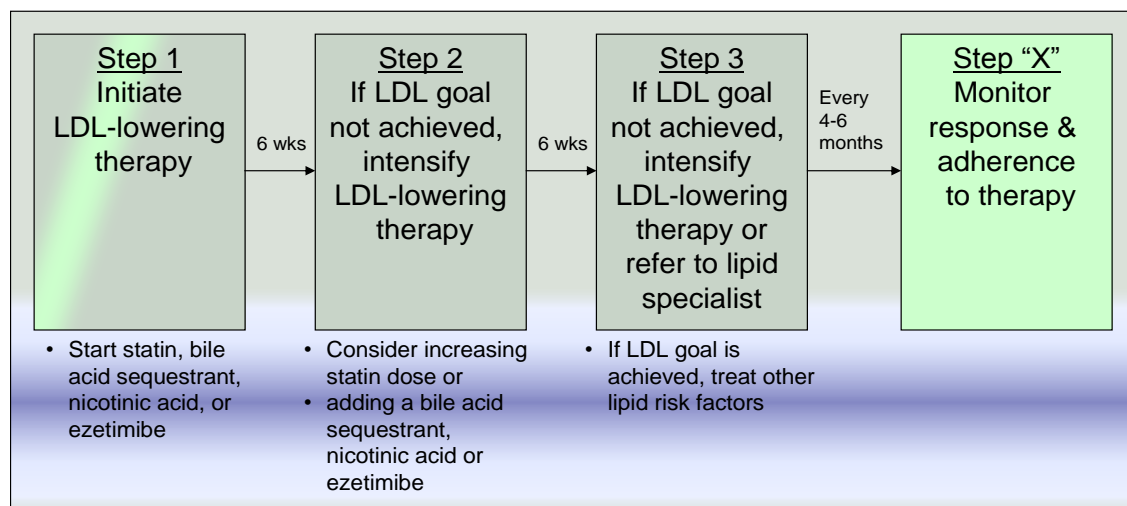 Step 1
Initiate
LDL-lowering
therapy
6 wks
Step 2
If LDL goal
not achieved,
intensify
LDL-lowering
therapy
6 wks
Step 3
If LDL goal
not achieved,
intensify
LDL-lowering
therapy or
refer to lipid
specialist
Every
4-6
months
Step “X”
Monitor
response &
adherence
to therapy
• Start statin, bile
acid sequestrant,
nicotinic acid, or
ezetimibe
• Consider increasing
statin dose or
• adding a bile acid
sequestrant,
nicotinic acid or
ezetimibe
• If LDL goal is
achieved, treat other
lipid risk factors